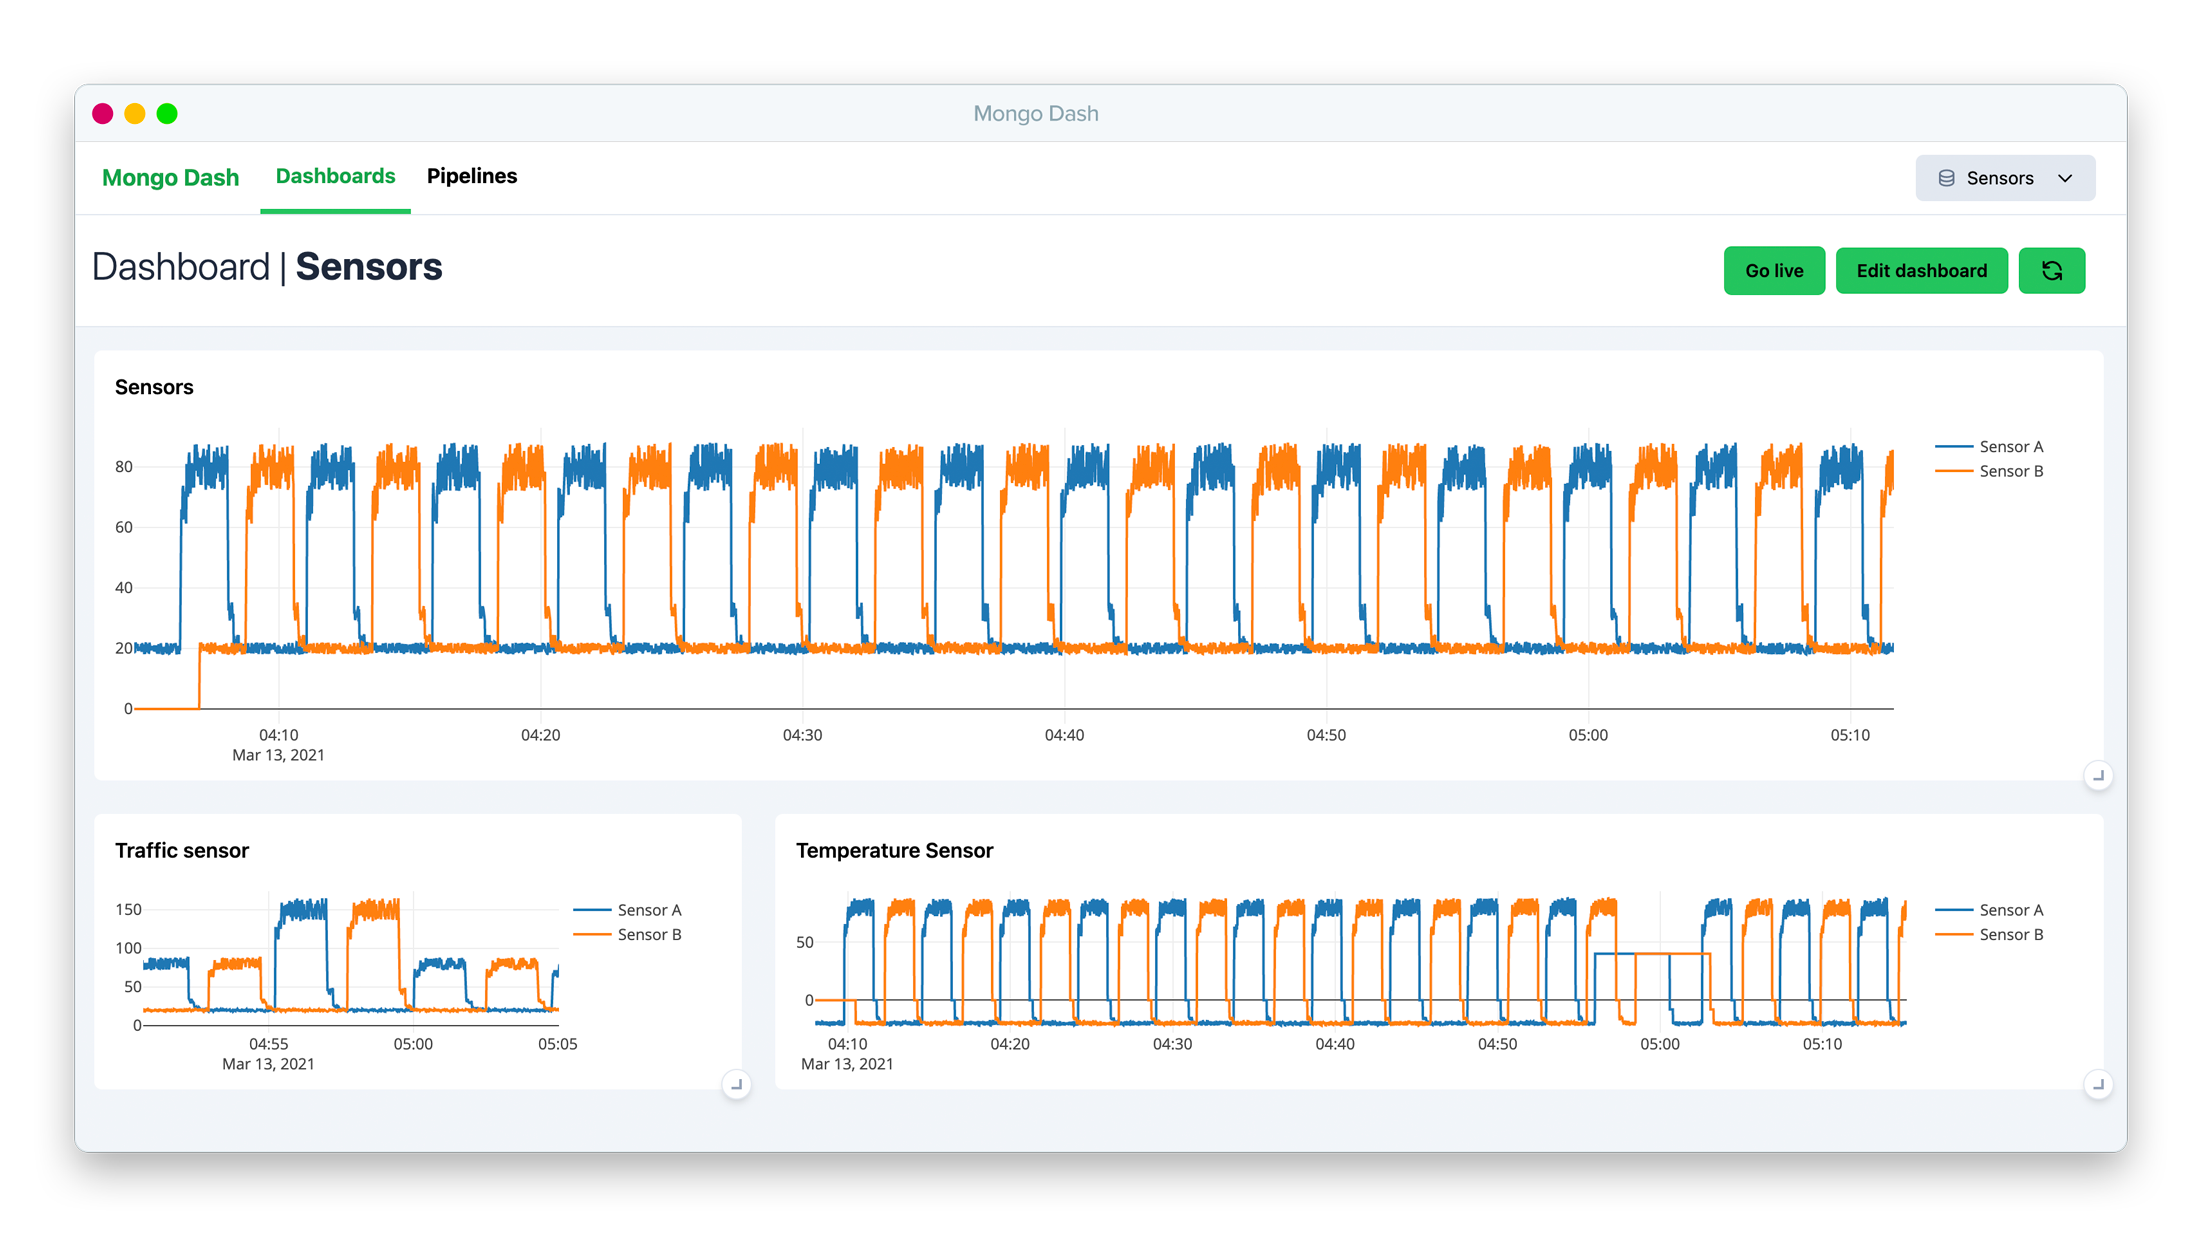 Mongo Dash
Mongo Dash Dashboards Pipelines Sensors
Dashboard | Sensors
Go live Edit dashboard
Sensors
80
60
40
20
0
04:10 04:20 04:30 04:40 04:50 05:00 05:10
Mar 13, 2021
Sensor A
Sensor B
Traffic sensor
150
100
50
0
04:55 05:00 05:05
Mar 13, 2021
Sensor A
Sensor B
Temperature Sensor
50
0
04:10 04:20 04:30 04:40 04:50 05:00 05:10
Mar 13, 2021
Sensor A
Sensor B